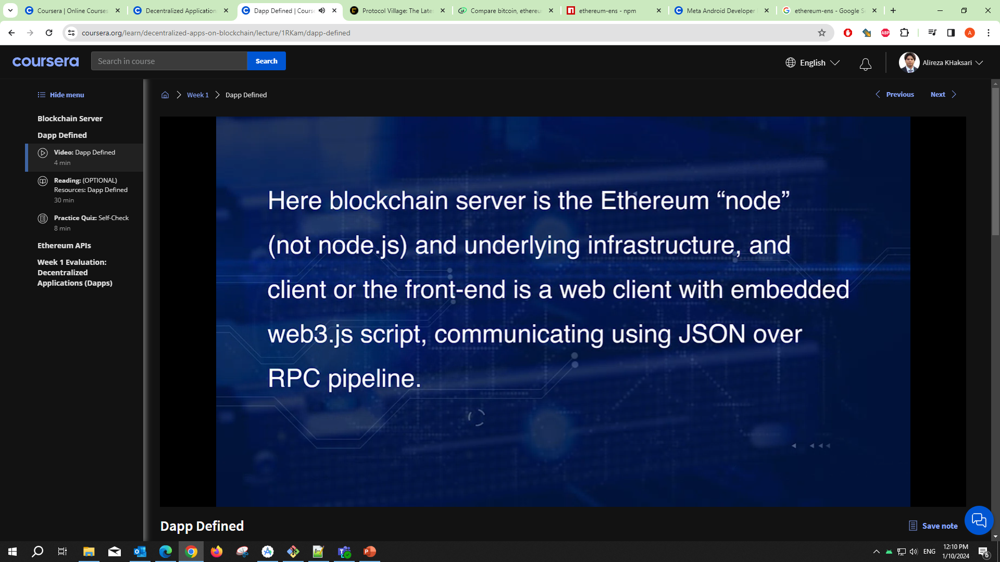 Coursera | Online Courses
Decentralized Application
Dapp Defined | Course
Protocol Village: The Late
Compare bitcoin, ethereu
ethereum-ens - npm
Meta Android Developer
ethereum-ens - Google S
coursera.org/learn/decentralized-apps-on-blockchain/lecture/1RKam/dapp-defined
ABP
A
coursera
Search in course
Search
English
Alireza KHaksari
Hide menu
Week 1
Dapp Defined
Previous
Next
Blockchain Server
Dapp Defined
Video: Dapp Defined
4 min
Reading: (OPTIONAL)
Resources: Dapp Defined
30 min
Practice Quiz: Self-Check
8 min
Ethereum APIs
Week 1 Evaluation:
Decentralized
Applications (Dapps)
Here blockchain server is the Ethereum “node”
(not node.js) and underlying infrastructure, and
client or the front-end is a web client with embedded
web3.js script, communicating using JSON over
RPC pipeline.
Dapp Defined
Save note
ENG
12:10 PM
1/10/2024
6